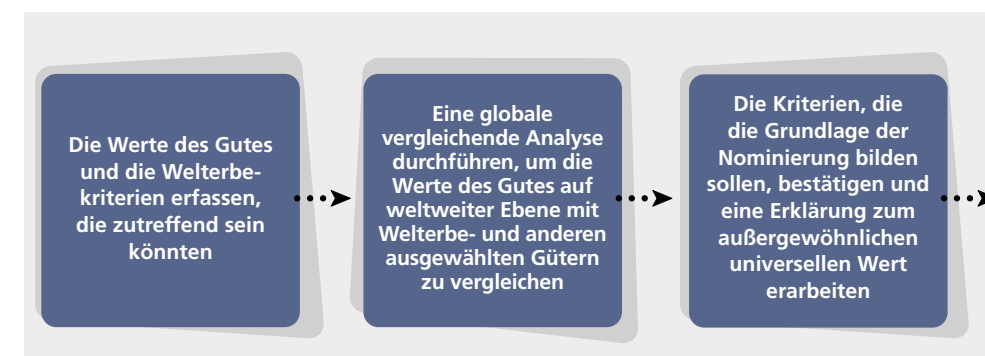 Die Werte des Gutes
und die Welterbe-
kriterien erfassen,
die zutreffend sein
könnten
Eine globale
vergleichende Analyse
durchführen, um die
Werte des Gutes auf
weltweiter Ebene mit
Welterbe- und anderen
ausgewählten Gütern
zu vergleichen
Die Kriterien, die
die Grundlage der
Nominierung bilden
sollen, bestätigen und
eine Erklärung zum
außergewöhnlichen
universellen Wert
erarbeiten